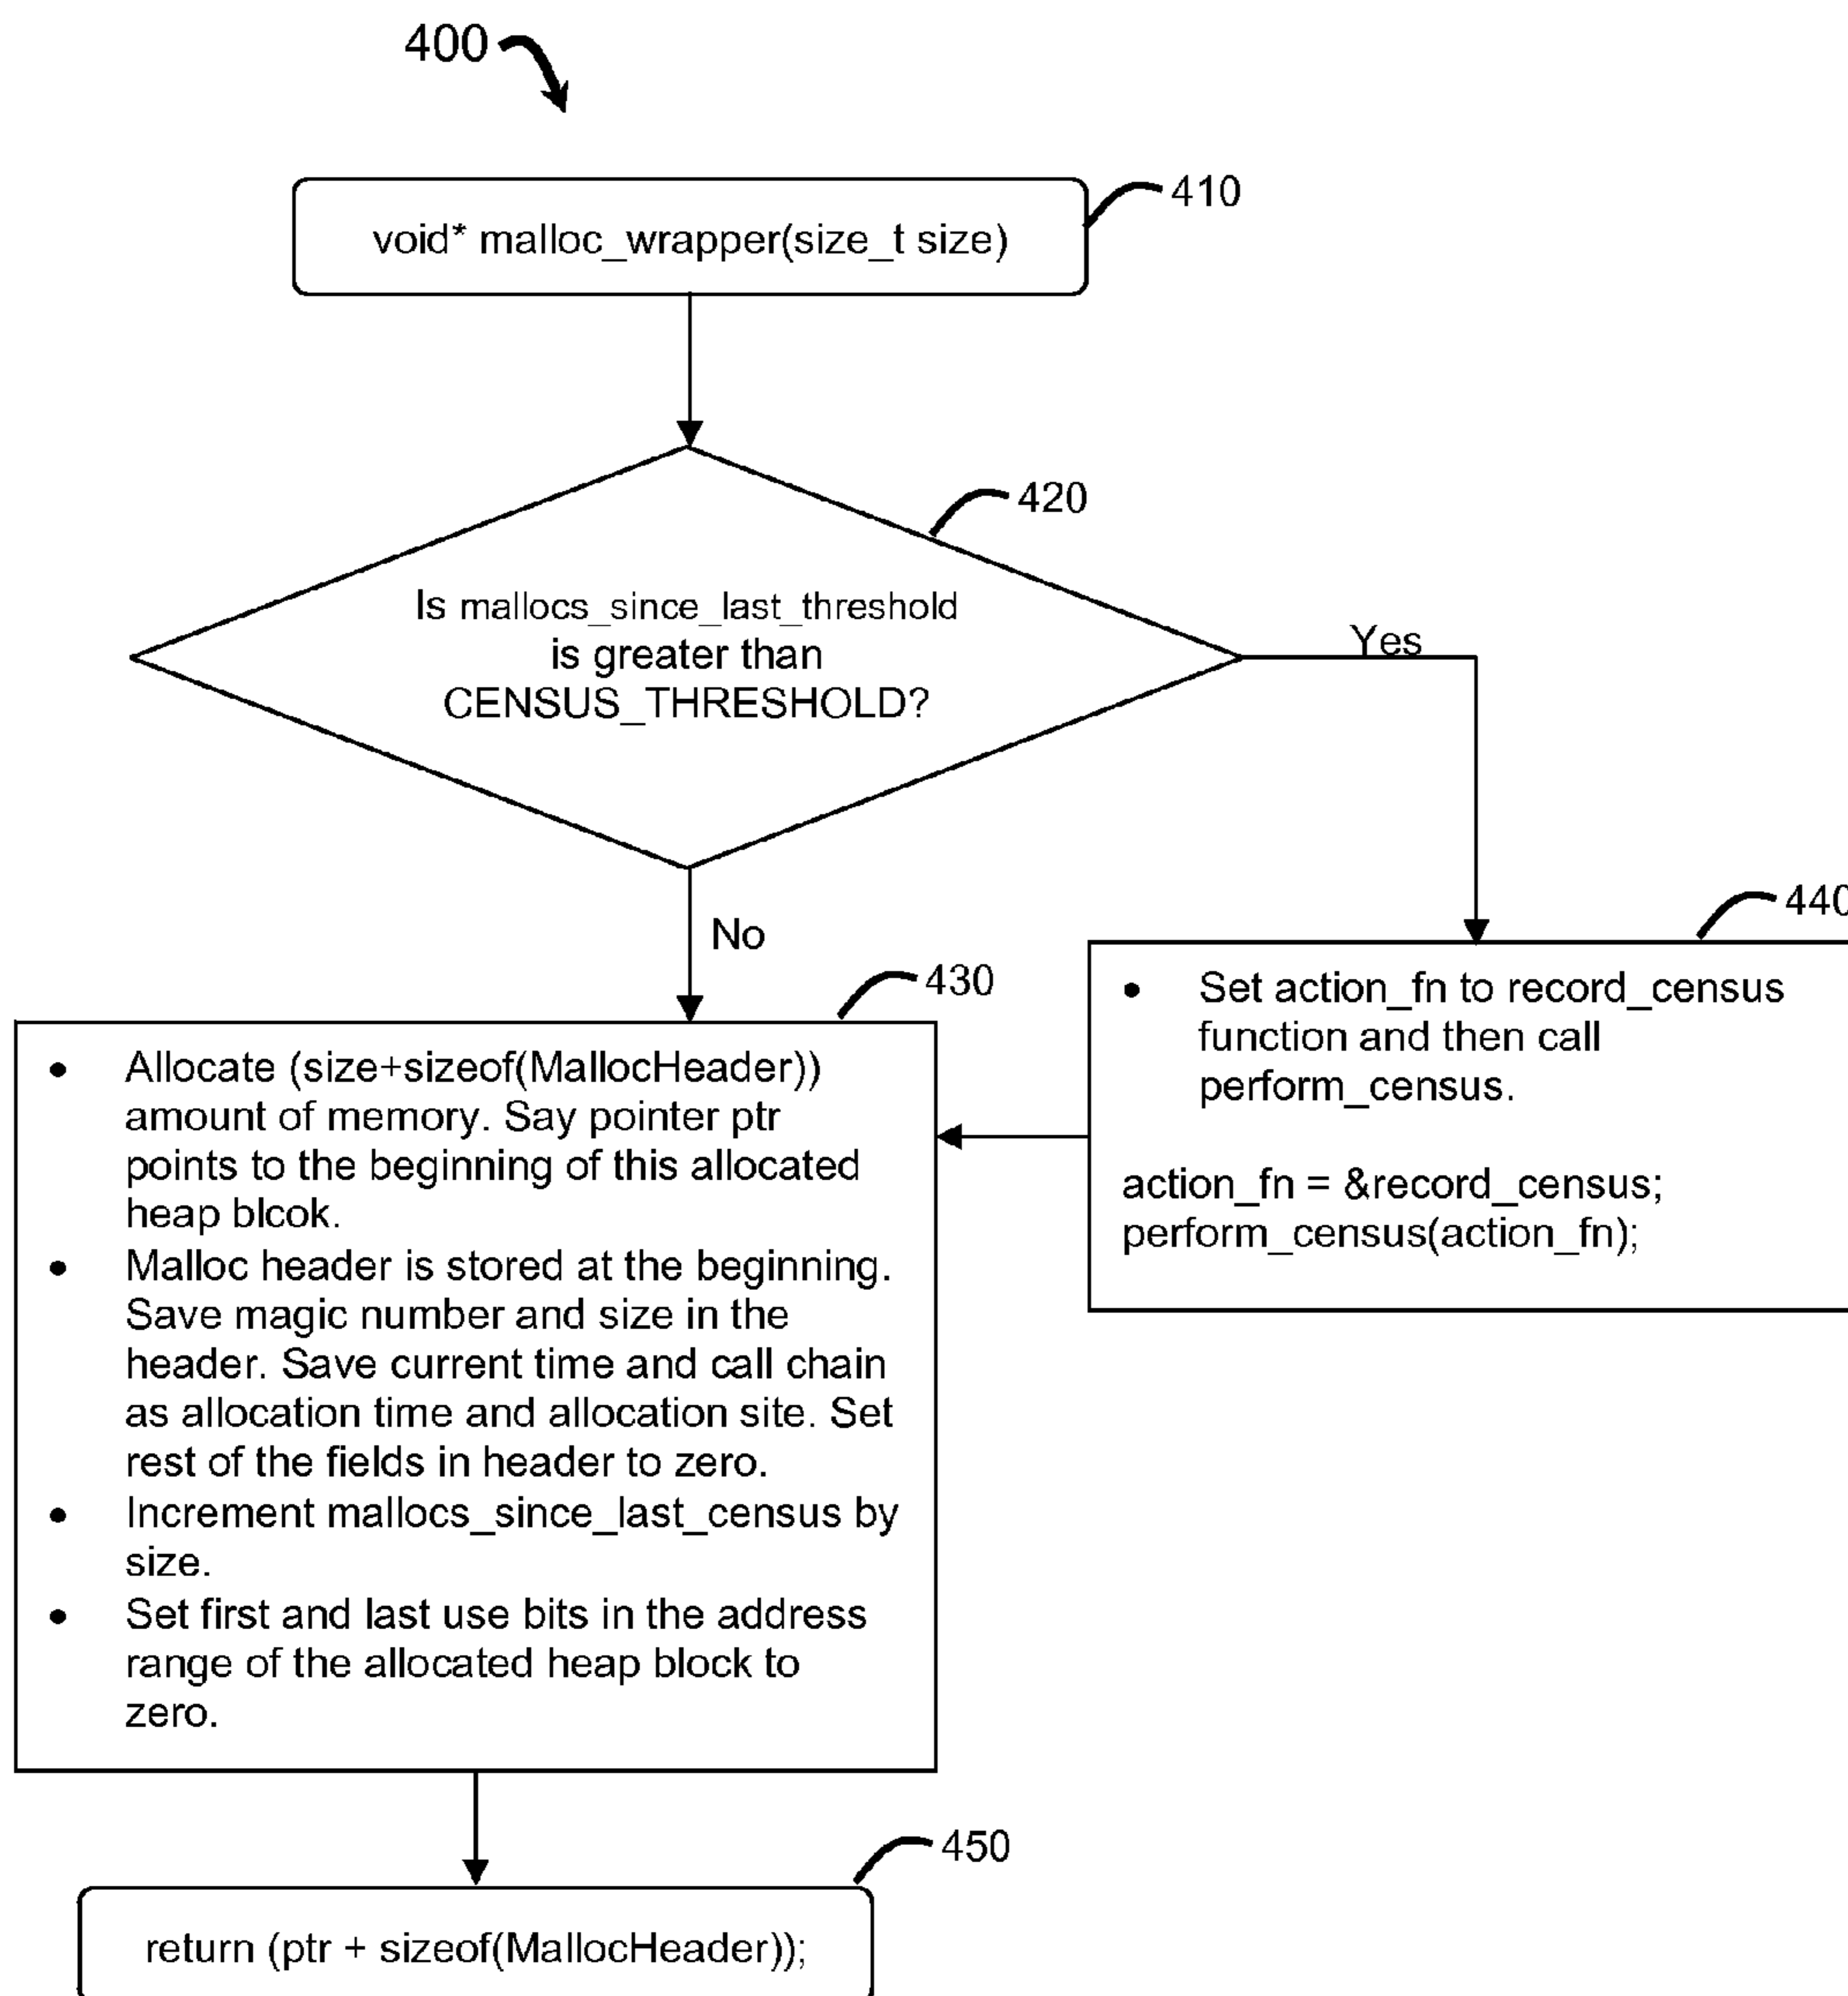 400
410
void* malloc_wrapper(size_t size)
420
Is mallocs_since_last_threshold
is greater than
CENSUS_THRESHOLD?
Yes
No
440
• Set action_fn to record_census
function and then call
perform_census.
action_fn = &record_census;
perform_census(action_fn);
430
• Allocate (size+sizeof(MallocHeader))
amount of memory. Say pointer ptr
points to the beginning of this allocated
heap blcok.
• Malloc header is stored at the beginning.
Save magic number and size in the
header. Save current time and call chain
as allocation time and allocation site. Set
rest of the fields in header to zero.
• Increment mallocs_since_last_census by
size.
• Set first and last use bits in the address
range of the allocated heap block to
zero.
450
return (ptr + sizeof(MallocHeader));